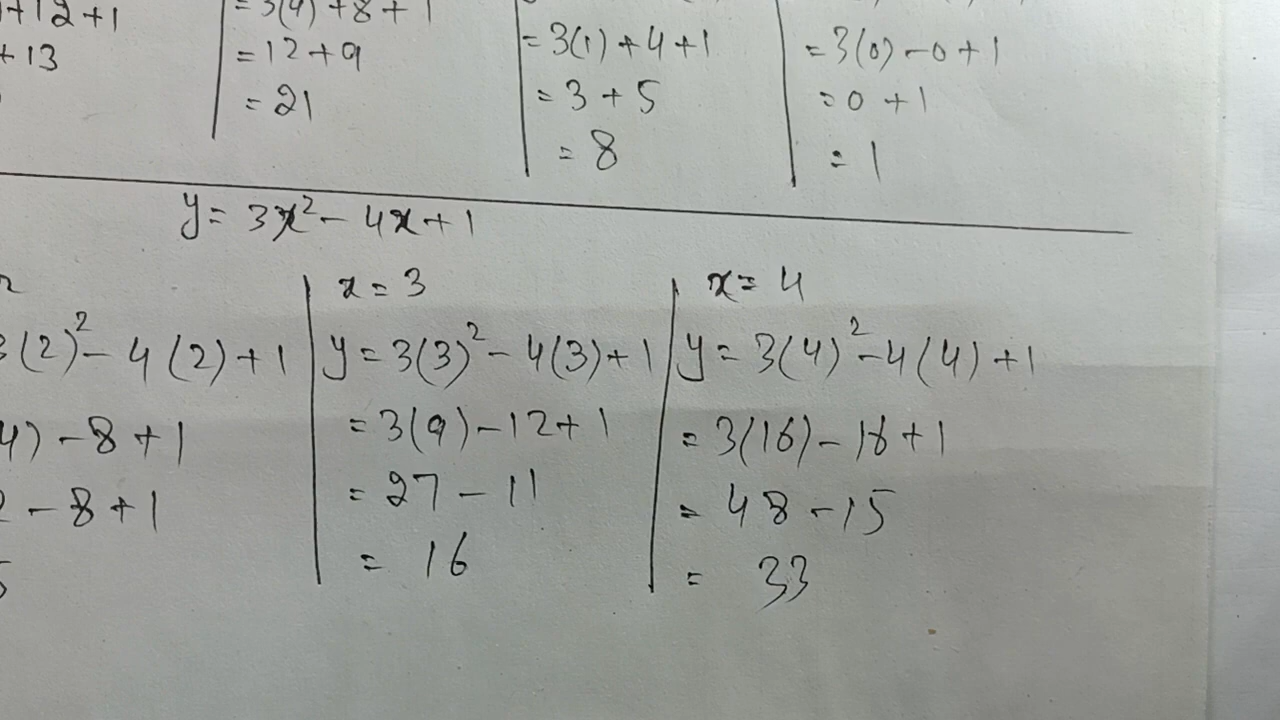 +12+1
+13
= 3(4)+8+1
= 12+9
= 21
= 3(1)+4+1
= 3+5
= 8
= 3(0)-0+1
= 0+1
= 1
y = 3x² - 4x+1
3(2)² - 4(2)+1
4) - 8+1
- 8+1
5
x = 3
y = 3(3)² - 4(3)+1
= 3(9) - 12+1
= 27 - 11
= 16
x = 4
y = 3(4)² - 4(4)+1
= 3(16) - 16+1
= 48 - 15
= 33